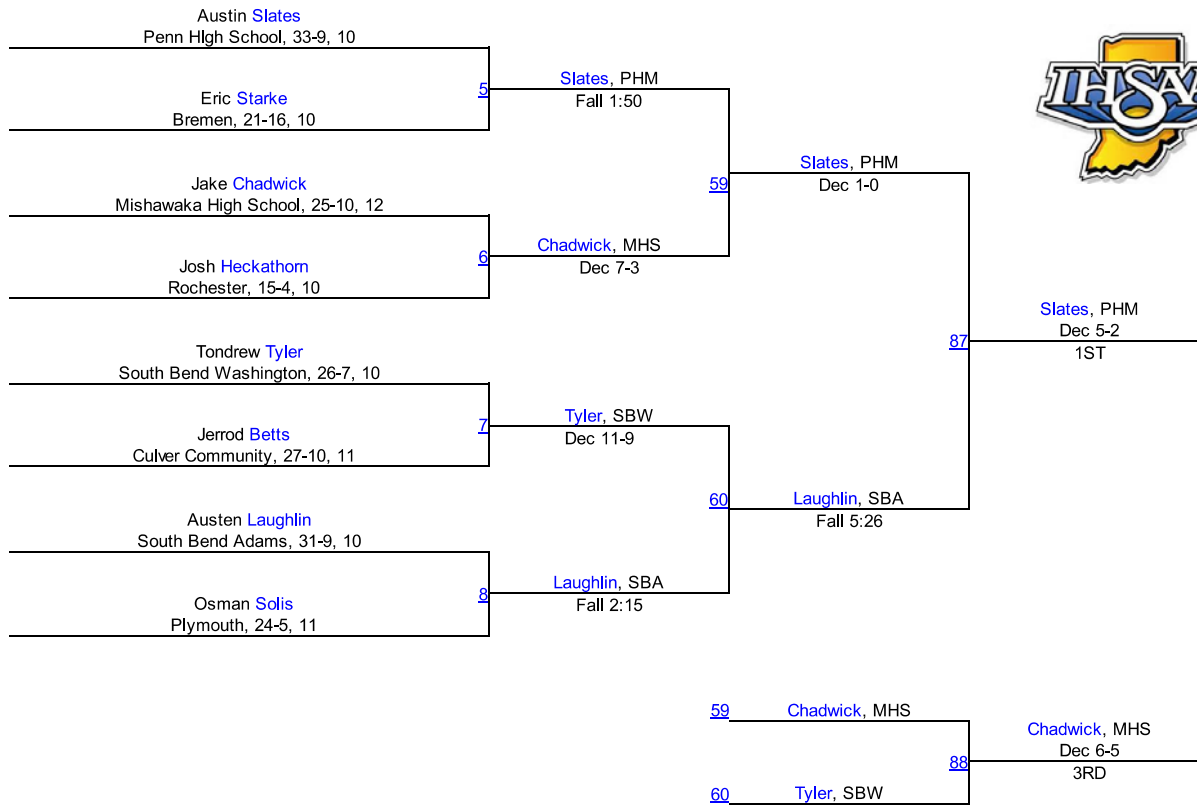 Austin Slates
Penn HIgh School, 33-9, 10
Eric Starke
Bremen, 21-16, 10
5
Slates, PHM
Fall 1:50
Jake Chadwick
Mishawaka High School, 25-10, 12
Josh Heckathorn
Rochester, 15-4, 10
6
Chadwick, MHS
Dec 7-3
59
Slates, PHM
Dec 1-0
Tondrew Tyler
South Bend Washington, 26-7, 10
Jerrod Betts
Culver Community, 27-10, 11
7
Tyler, SBW
Dec 11-9
Austen Laughlin
South Bend Adams, 31-9, 10
Osman Solis
Plymouth, 24-5, 11
8
Laughlin, SBA
Fall 2:15
60
Laughlin, SBA
Fall 5:26
87
Slates, PHM
Dec 5-2
1ST
59
Chadwick, MHS
60
Tyler, SBW
88
Chadwick, MHS
Dec 6-5
3RD
IHSAA